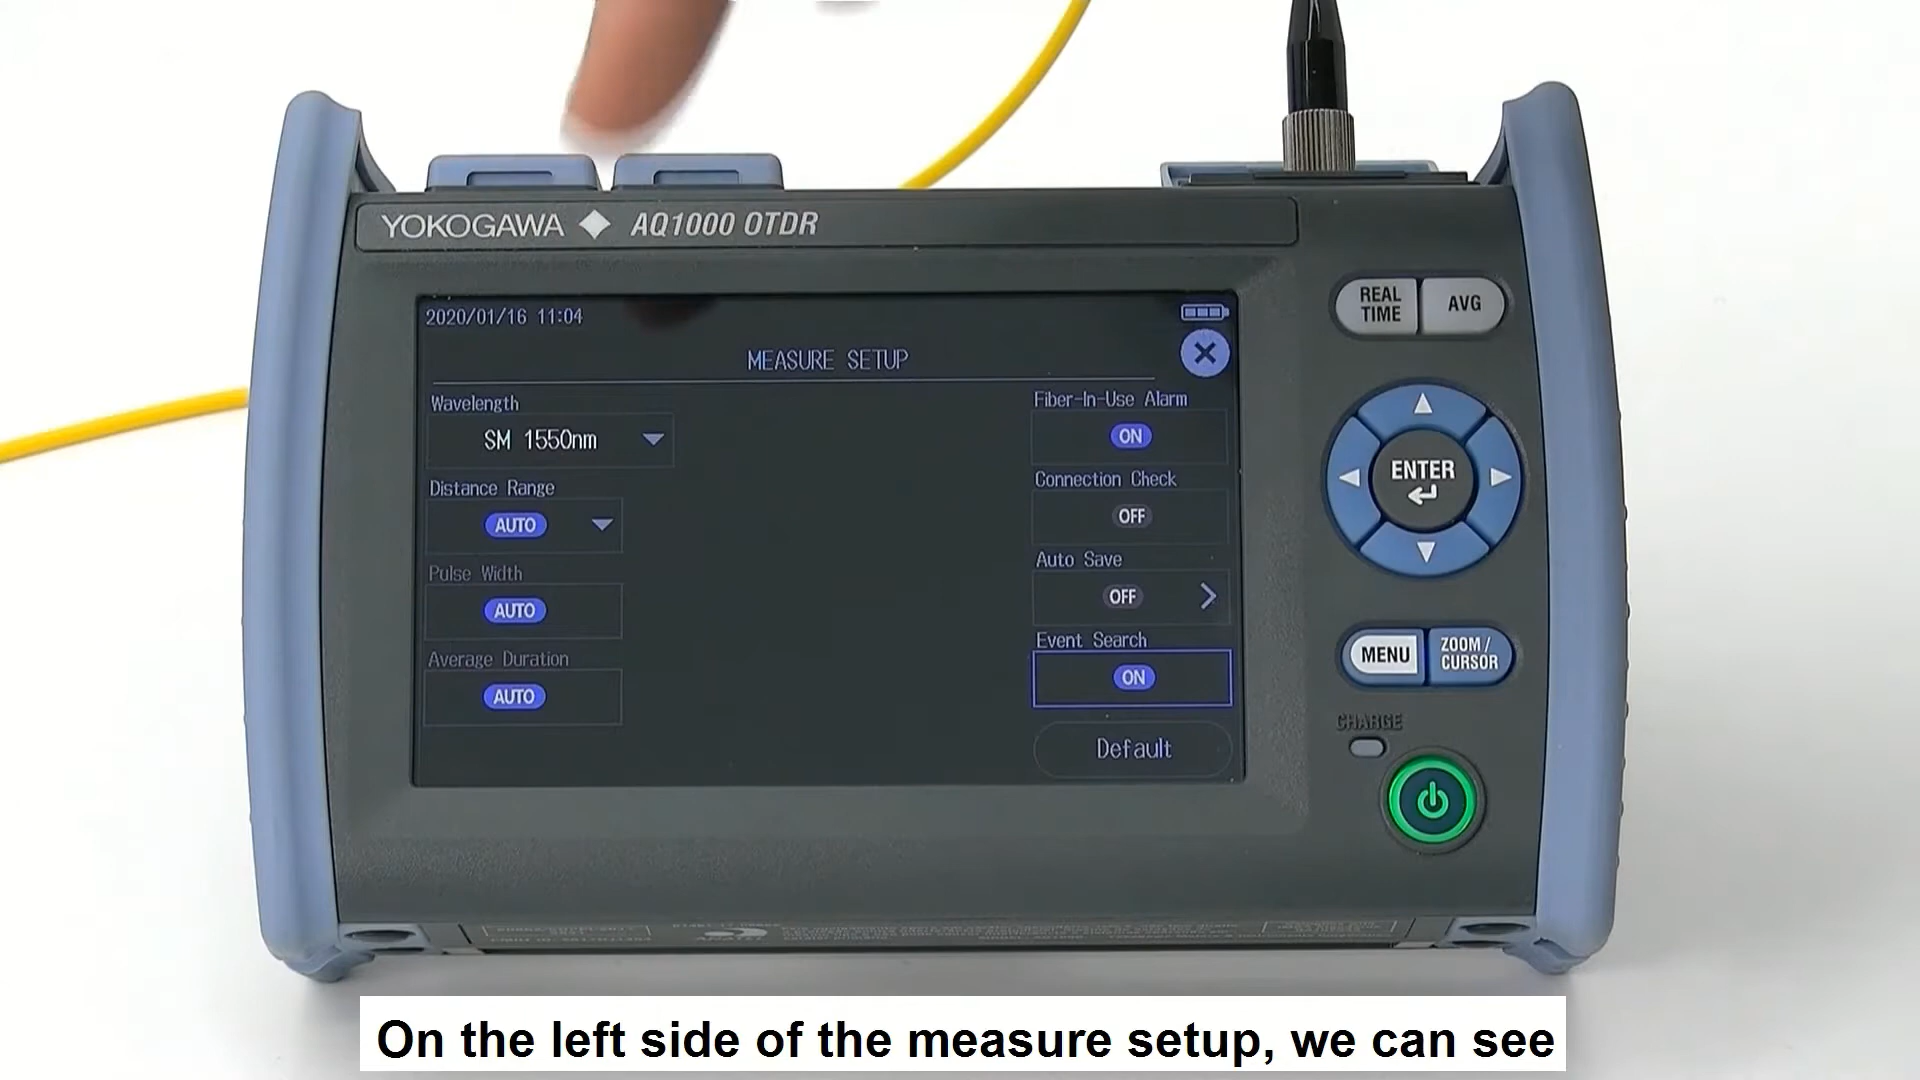 YOKOGAWA AQ1000 OTDR
2020/01/16 11:04
MEASURE SETUP
Wavelength
SM 1550nm
Distance Range
AUTO
Pulse Width
AUTO
Average Duration
AUTO
Fiber-In-Use Alarm
ON
Connection Check
OFF
Auto Save
OFF
Event Search
ON
Default
REAL TIME
AVG
ENTER
MENU
ZOOM / CURSOR
CHARGE
On the left side of the measure setup, we can see